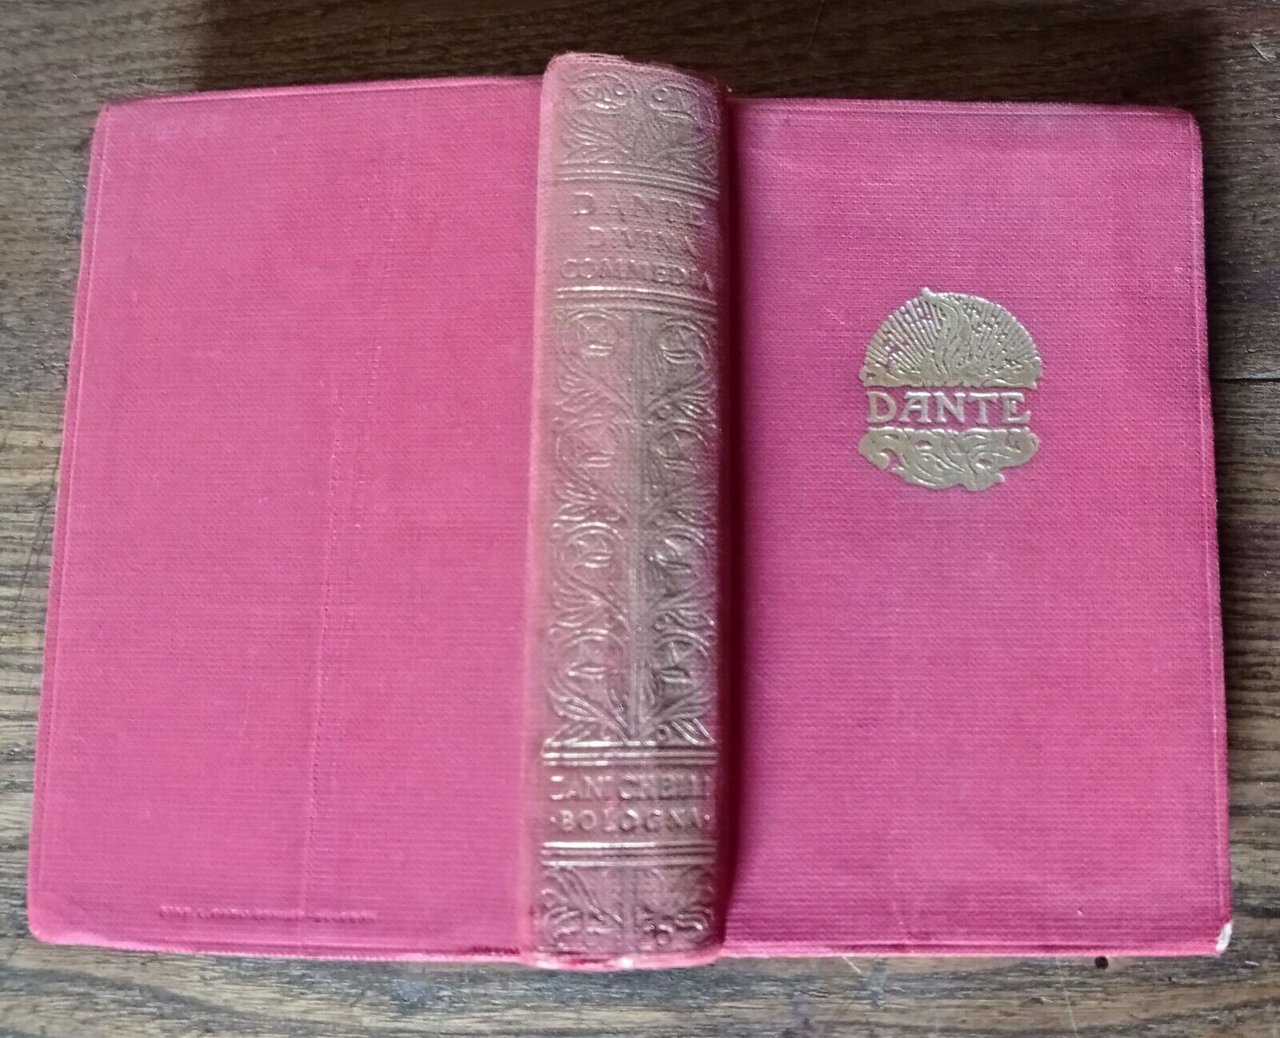 DANTE
DIVINA
COMMEDIA
ZANICHELLI
·BOLOGNA·
DANTE